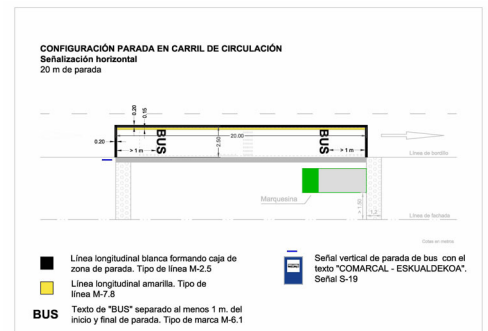 CONFIGURACIÓN PARADA EN CARRIL DE CIRCULACIÓN
Señalización horizontal
20 m de parada
0.20
0.15
20.00
0.20
BUS
BUS
2.50
> 1 m
> 1 m
Línea de bordillo
Marquesina
> 1.50
1.2
Línea de fachada
Cotas en metros
Línea longitudinal blanca formando caja de
zona de parada. Tipo de línea M-2.5
Línea longitudinal amarilla. Tipo de
línea M-7.8
BUS
Texto de "BUS" separado al menos 1 m. del
inicio y final de parada. Tipo de marca M-6.1
Señal vertical de parada de bus con el
texto "COMARCAL - ESKUALDEKOA".
Señal S-19